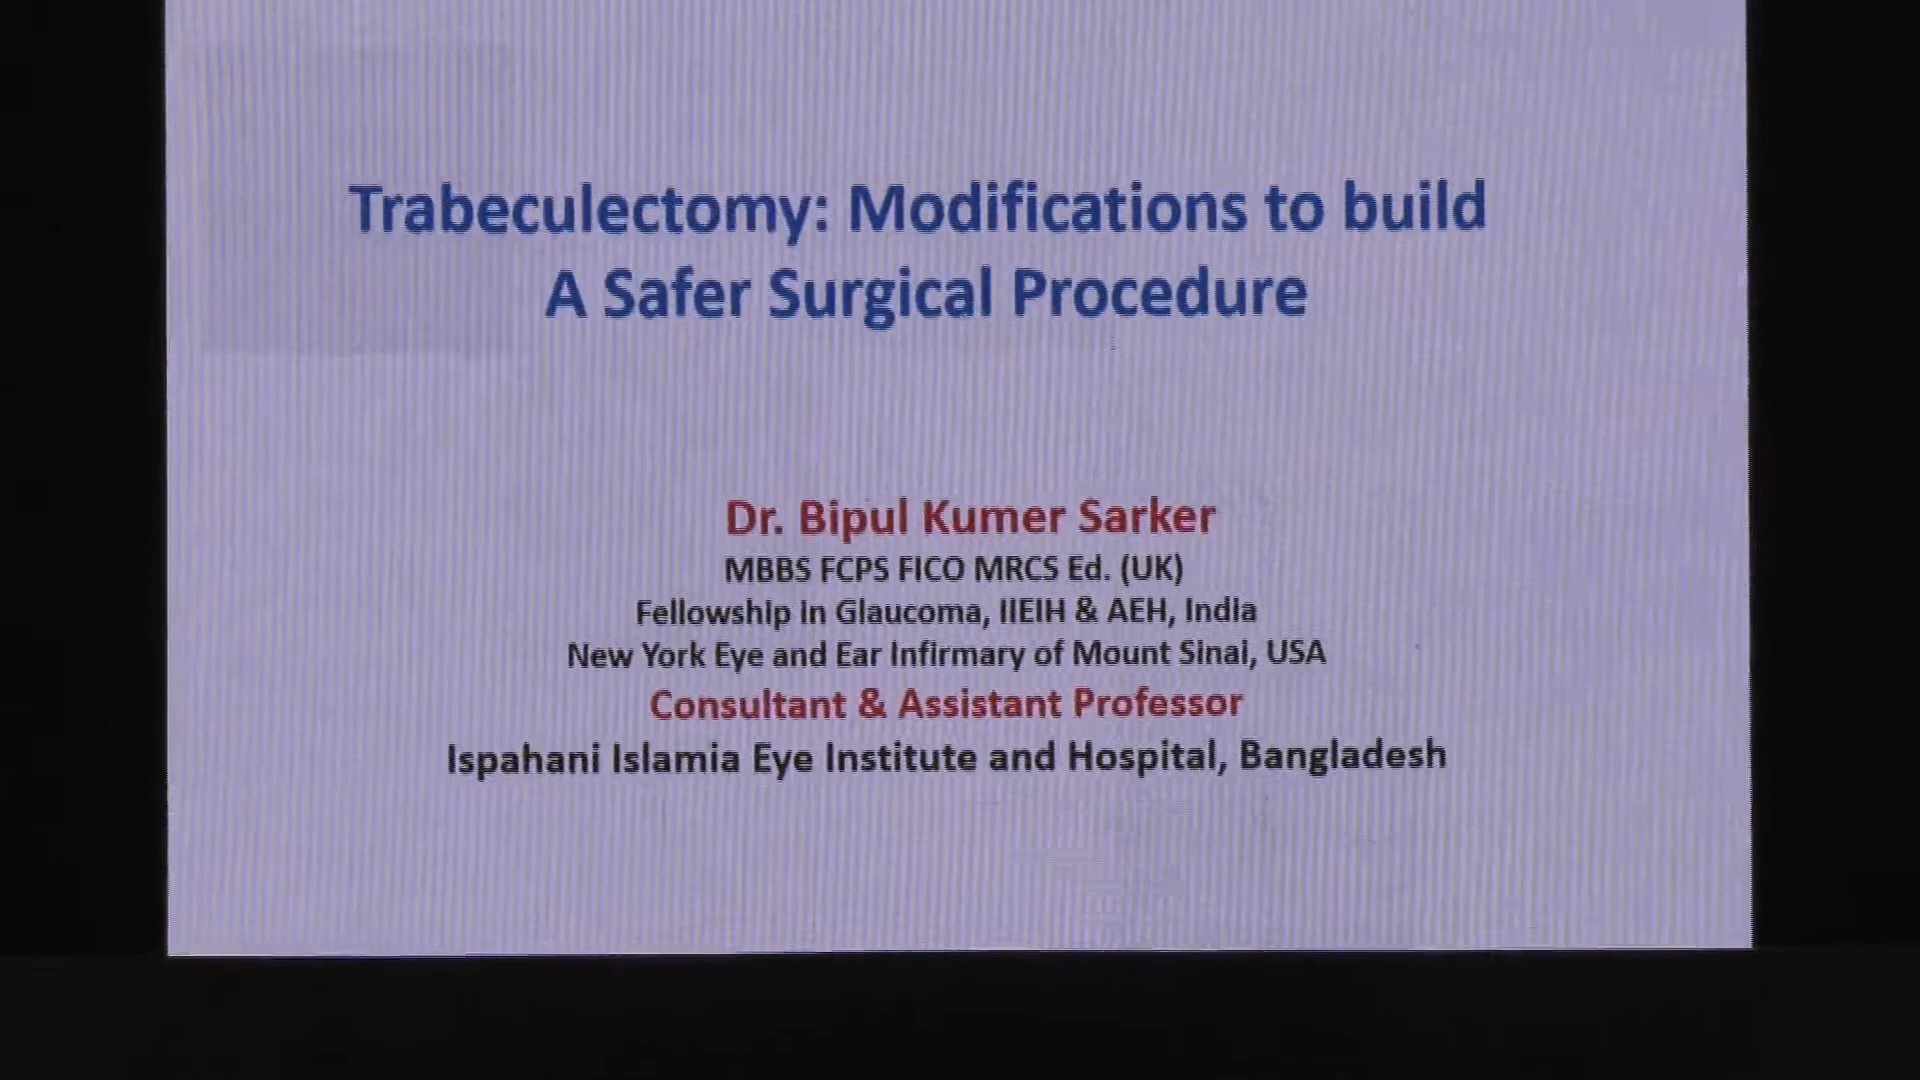 Trabeculectomy: Modifications to build
A Safer Surgical Procedure
Dr. Bipul Kumer Sarker
MBBS FCPS FICO MRCS Ed. (UK)
Fellowship in Glaucoma, IIEIH & AEH, India
New York Eye and Ear Infirmary of Mount Sinai, USA
Consultant & Assistant Professor
Ispahani Islamia Eye Institute and Hospital, Bangladesh